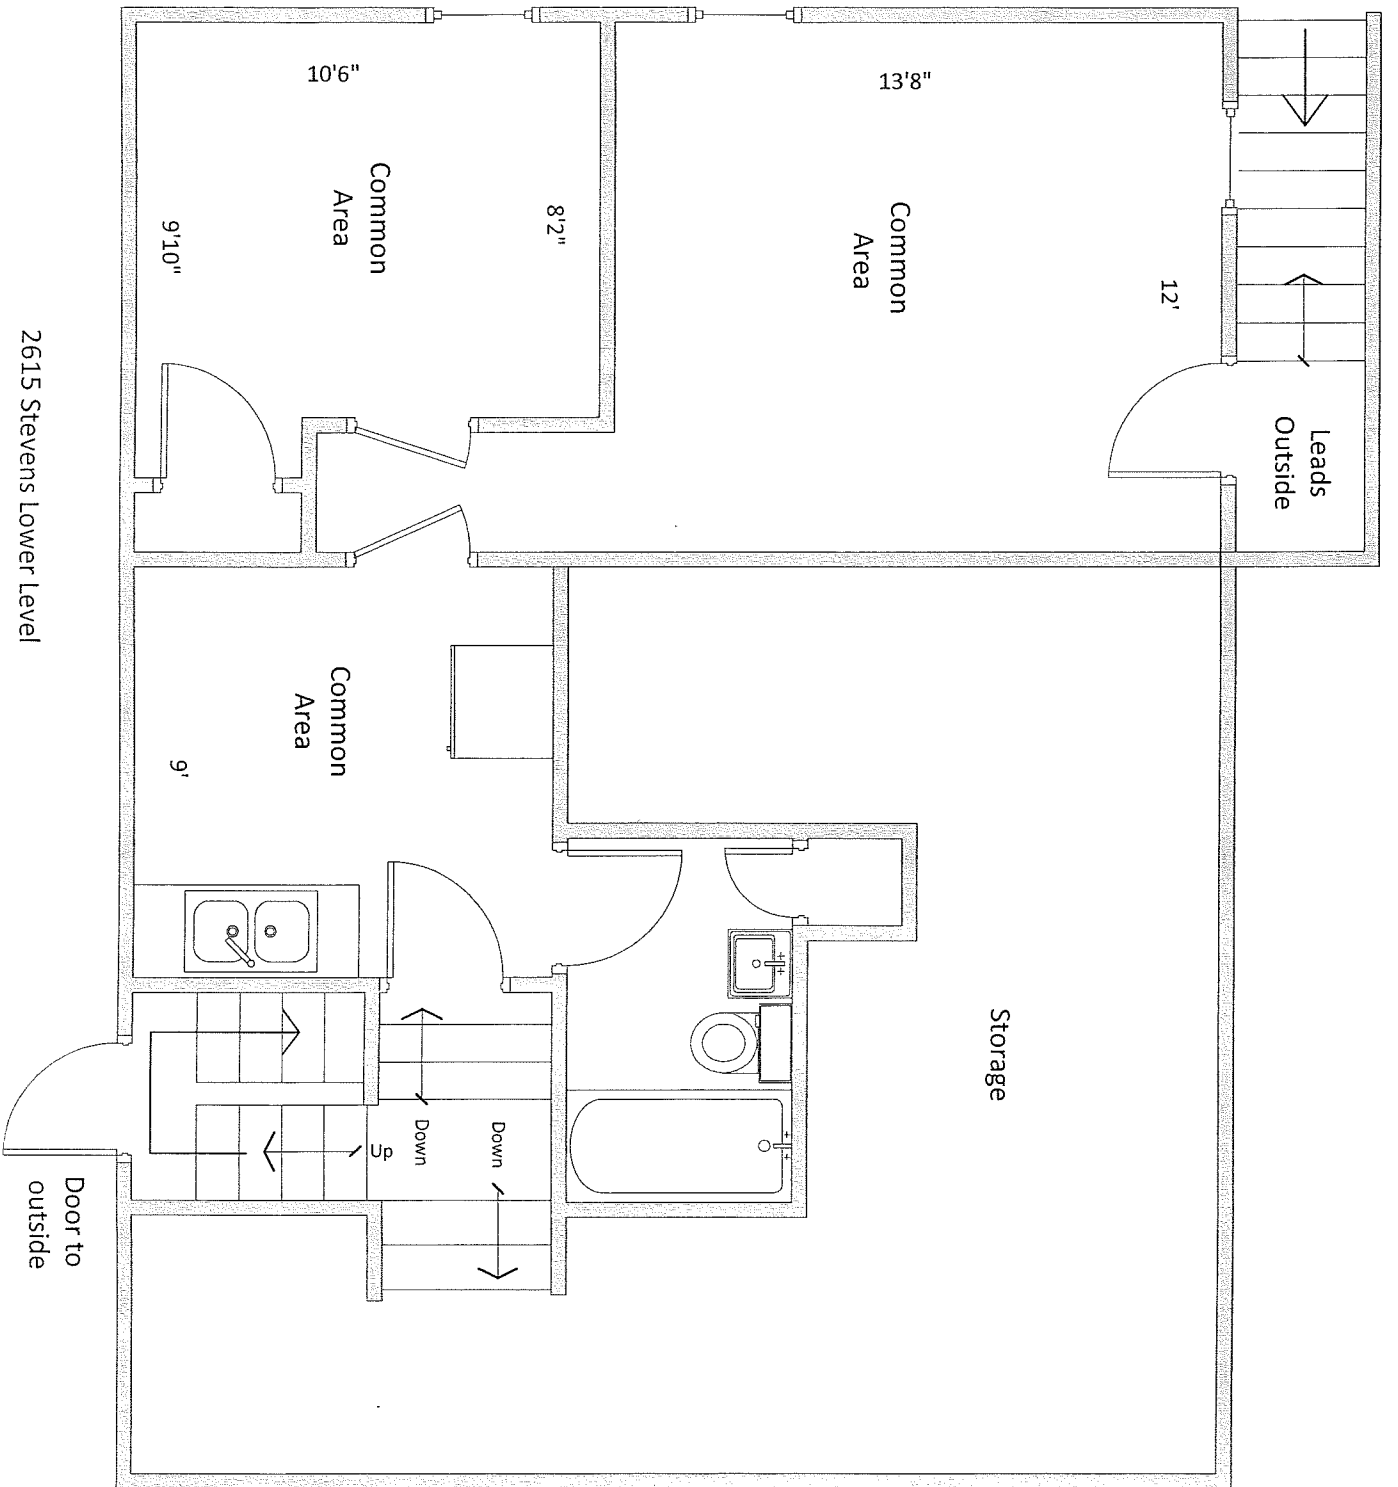 10'6"
13'8"
Common
Area
8'2"
9'10"
Common
Area
12'
Leads
Outside
Common
Area
9'
Storage
Up
Down
Down
Door to
outside
2615 Stevens Lower Level